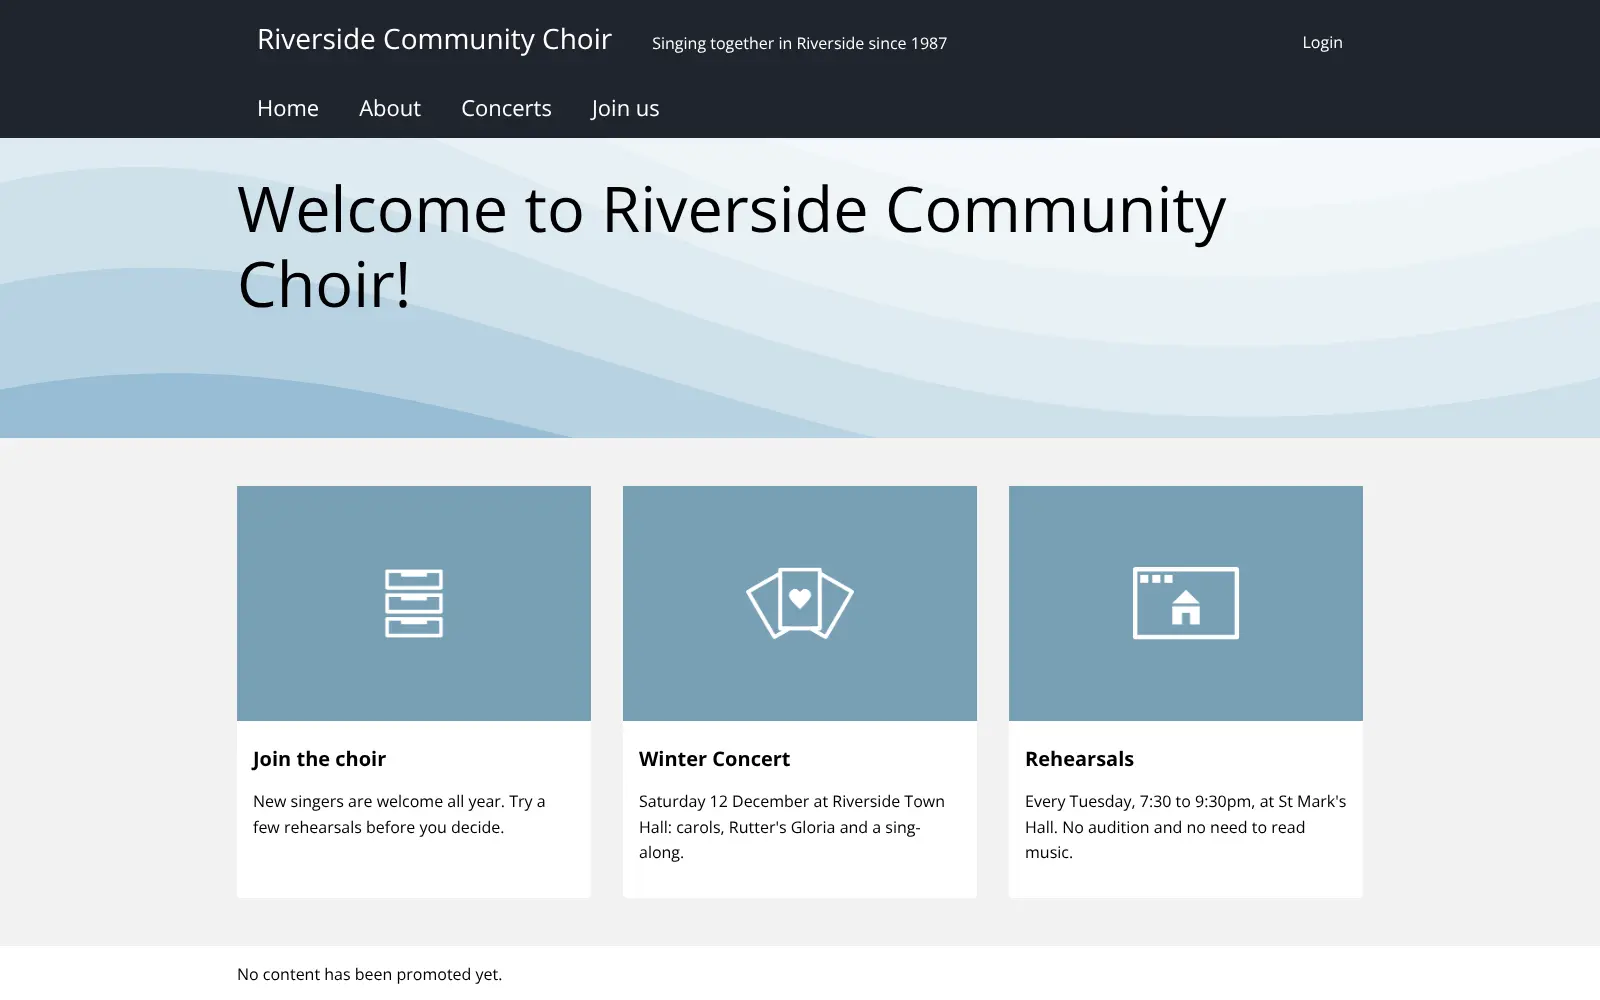 Riverside Community Choir
Singing together in Riverside since 1987
Login
Home
About
Concerts
Join us
Welcome to Riverside Community
Choir!
Join the choir
New singers are welcome all year. Try a
few rehearsals before you decide.
Winter Concert
Saturday 12 December at Riverside Town
Hall: carols, Rutter's Gloria and a sing-
along.
Rehearsals
Every Tuesday, 7:30 to 9:30pm, at St Mark's
Hall. No audition and no need to read
music.
No content has been promoted yet.